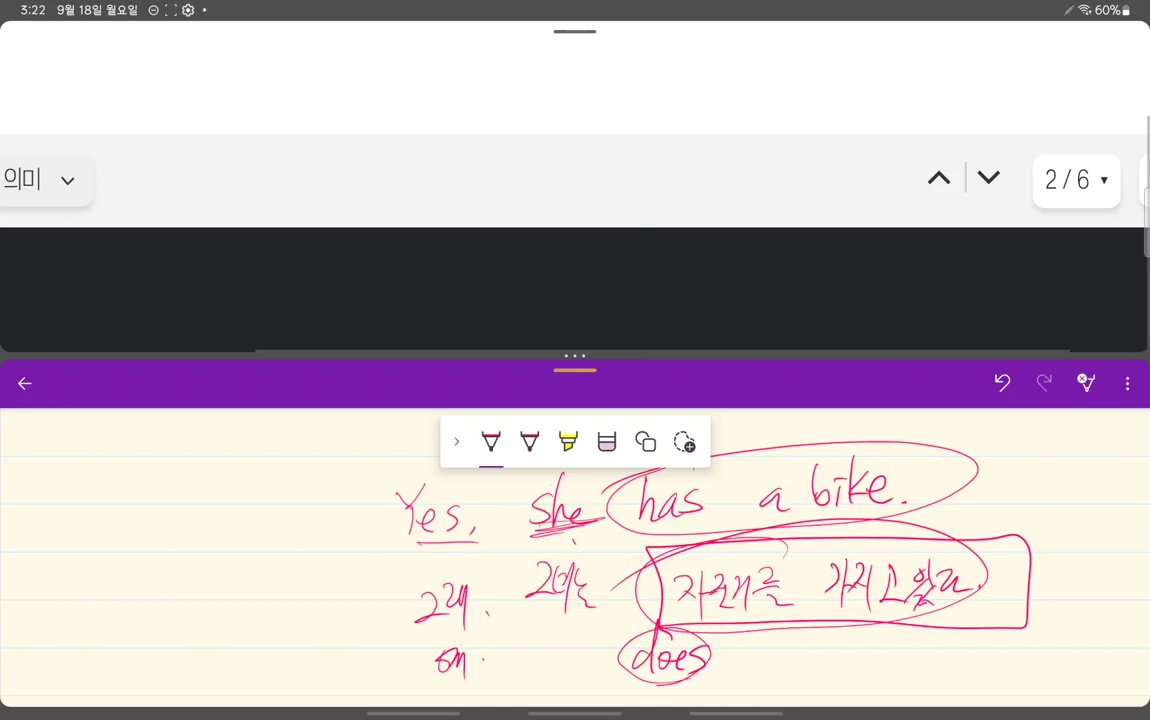 3:22 9월 18일 월요일 60%
의미 2 / 6
Yes, she has a bike.
그래. 그녀는 자전거를 가지고있다.
does